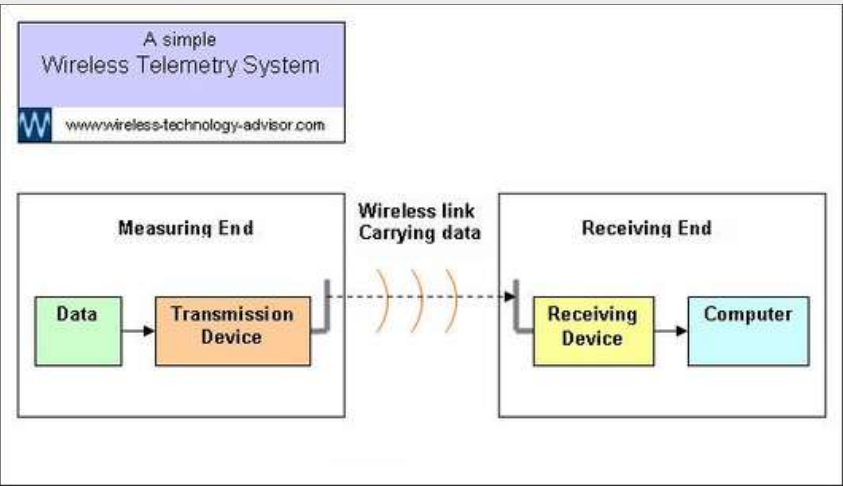 A simple
Wireless Telemetry System
www.wireless-technology-advisor.com
Measuring End
Wireless link
Carrying data
Receiving End
Data
Transmission
Device
Receiving
Device
Computer